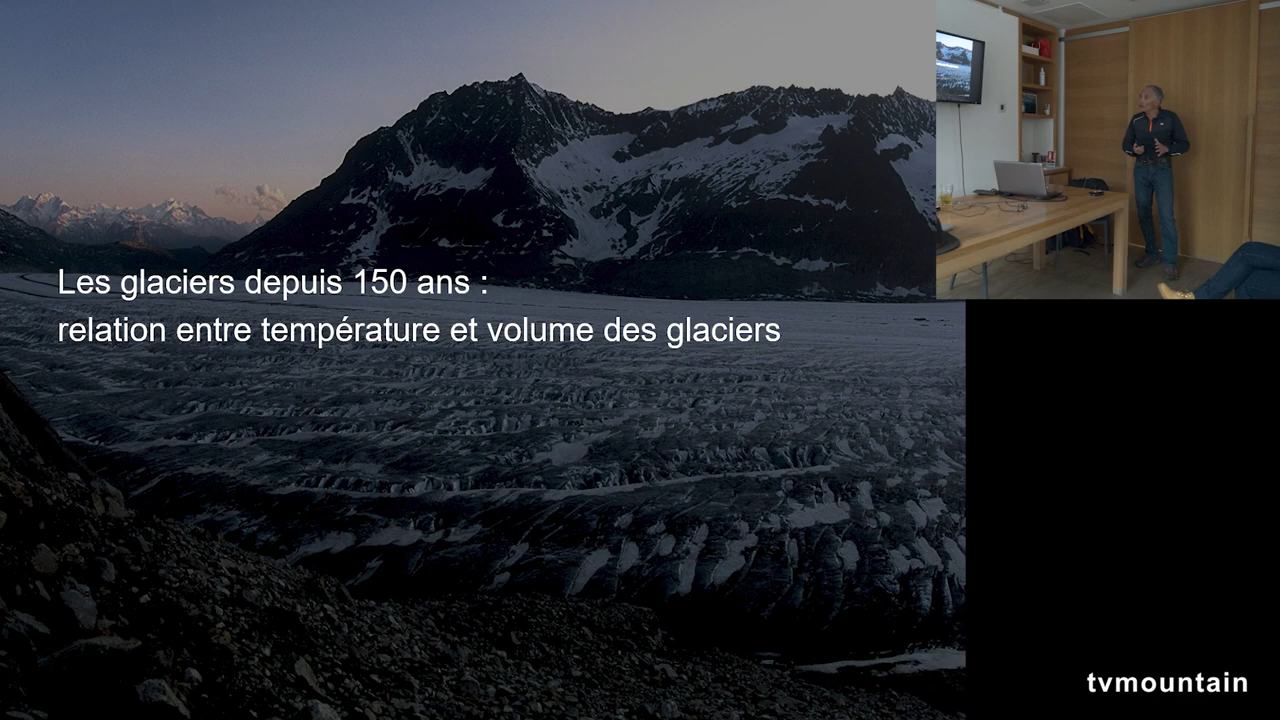 Les glaciers depuis 150 ans :
relation entre température et volume des glaciers
tvmountain